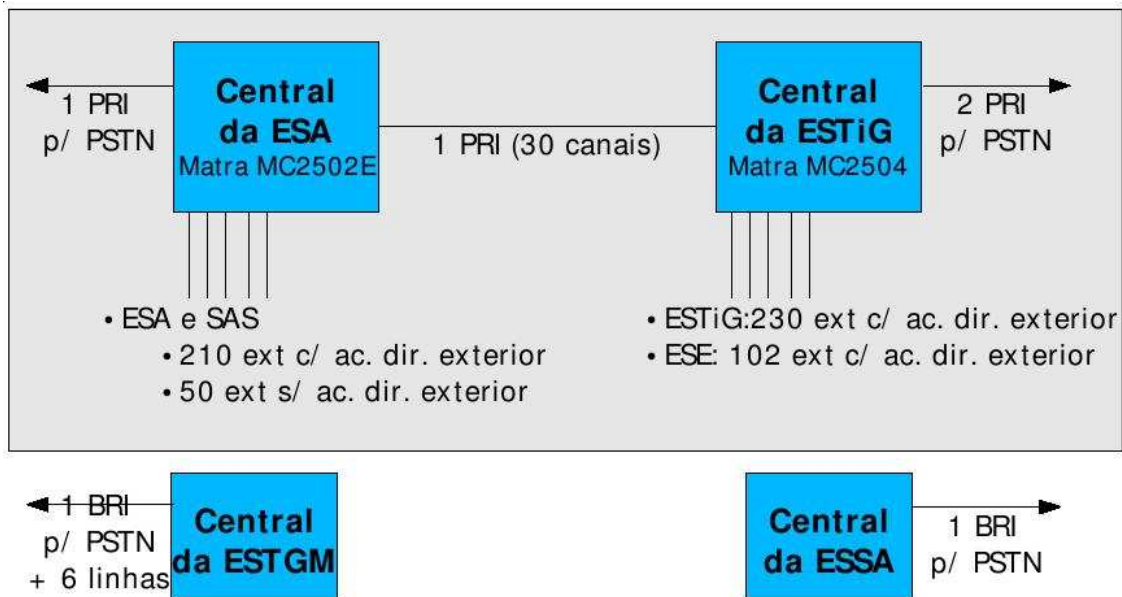 1 PRI
p/ PSTN
Central
da ESA
Matra MC2502E
1 PRI (30 canais)
Central
da ESTiG
Matra MC2504
2 PRI
p/ PSTN
• ESA e SAS
• 210 ext c/ ac. dir. exterior
• 50 ext s/ ac. dir. exterior
• ESTiG:230 ext c/ ac. dir. exterior
• ESE: 102 ext c/ ac. dir. exterior
1 BRI
p/ PSTN
+ 6 linhas
Central
da ESTGM
Central
da ESSA
1 BRI
p/ PSTN